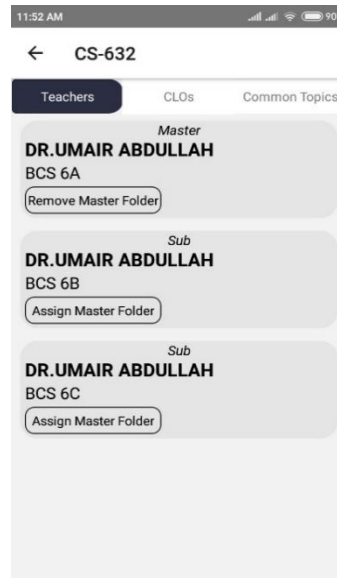 11:52 AM 90
← CS-632
Teachers CLOs Common Topics
Master
DR.UMAIR ABDULLAH
BCS 6A
Remove Master Folder
Sub
DR.UMAIR ABDULLAH
BCS 6B
Assign Master Folder
Sub
DR.UMAIR ABDULLAH
BCS 6C
Assign Master Folder